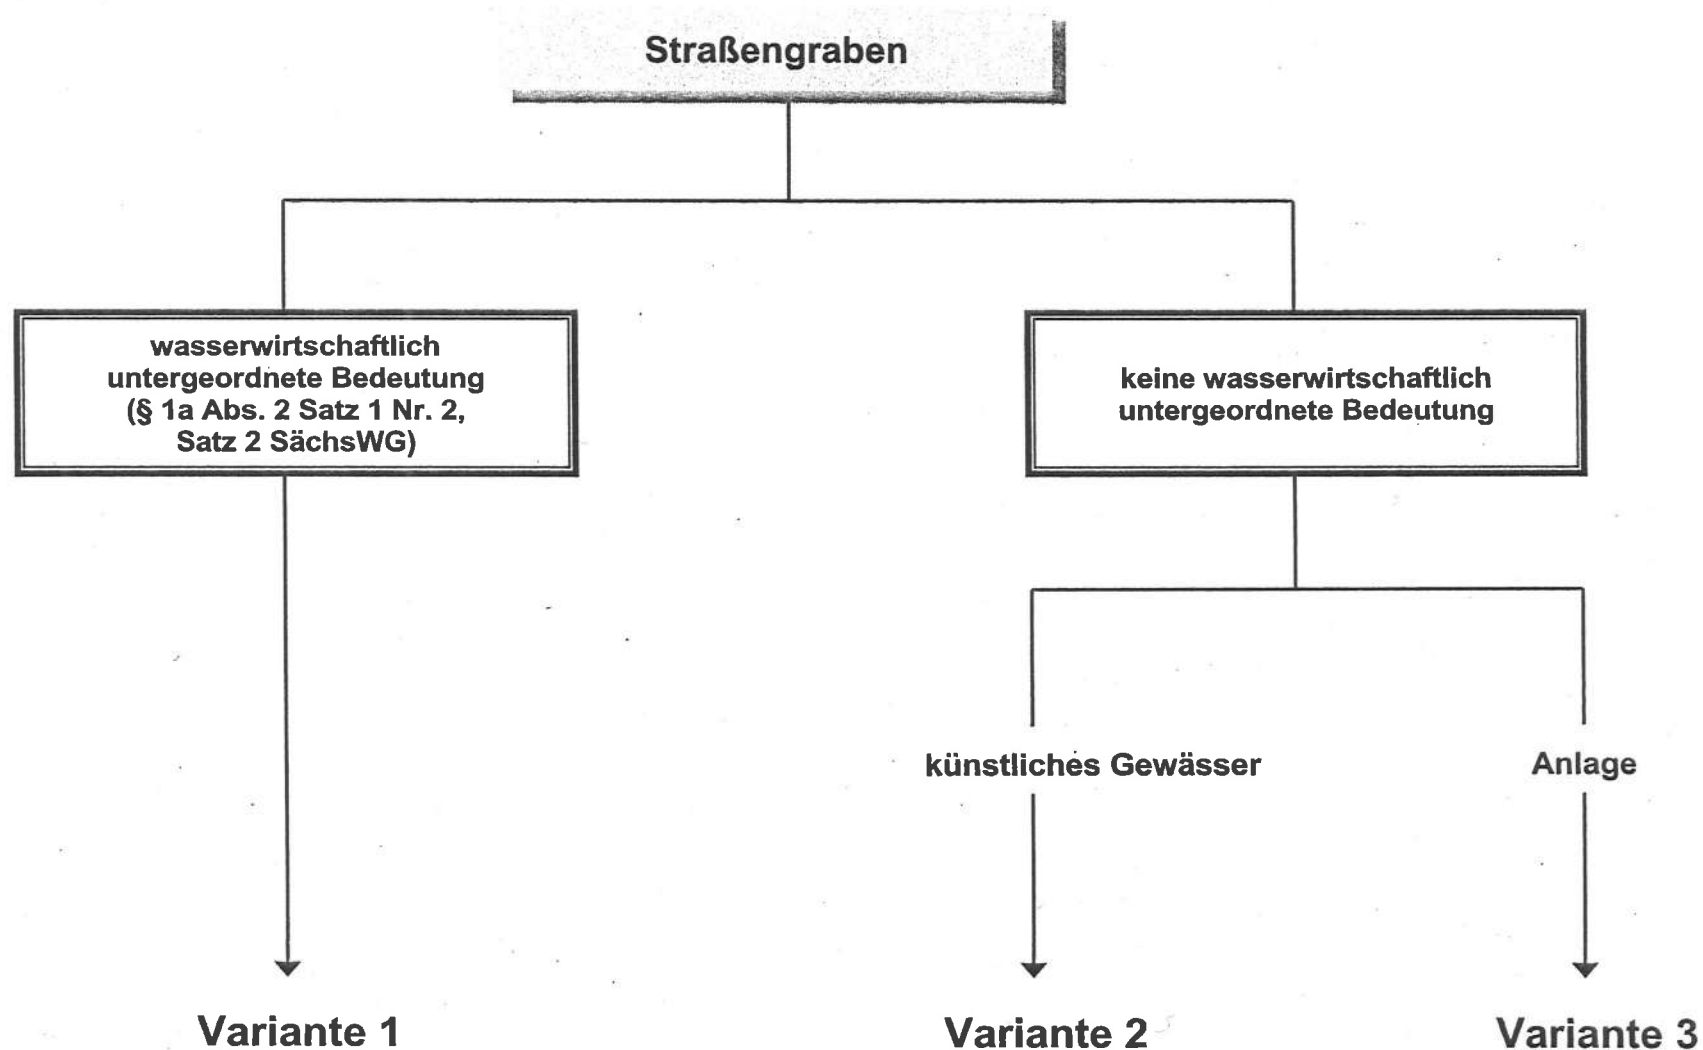 Straßengraben
wasserwirtschaftlich
untergeordnete Bedeutung
(§ 1a Abs. 2 Satz 1 Nr. 2,
Satz 2 SächsWG)
keine wasserwirtschaftlich
untergeordnete Bedeutung
künstliches Gewässer
Anlage
Variante 1
Variante 2
Variante 3